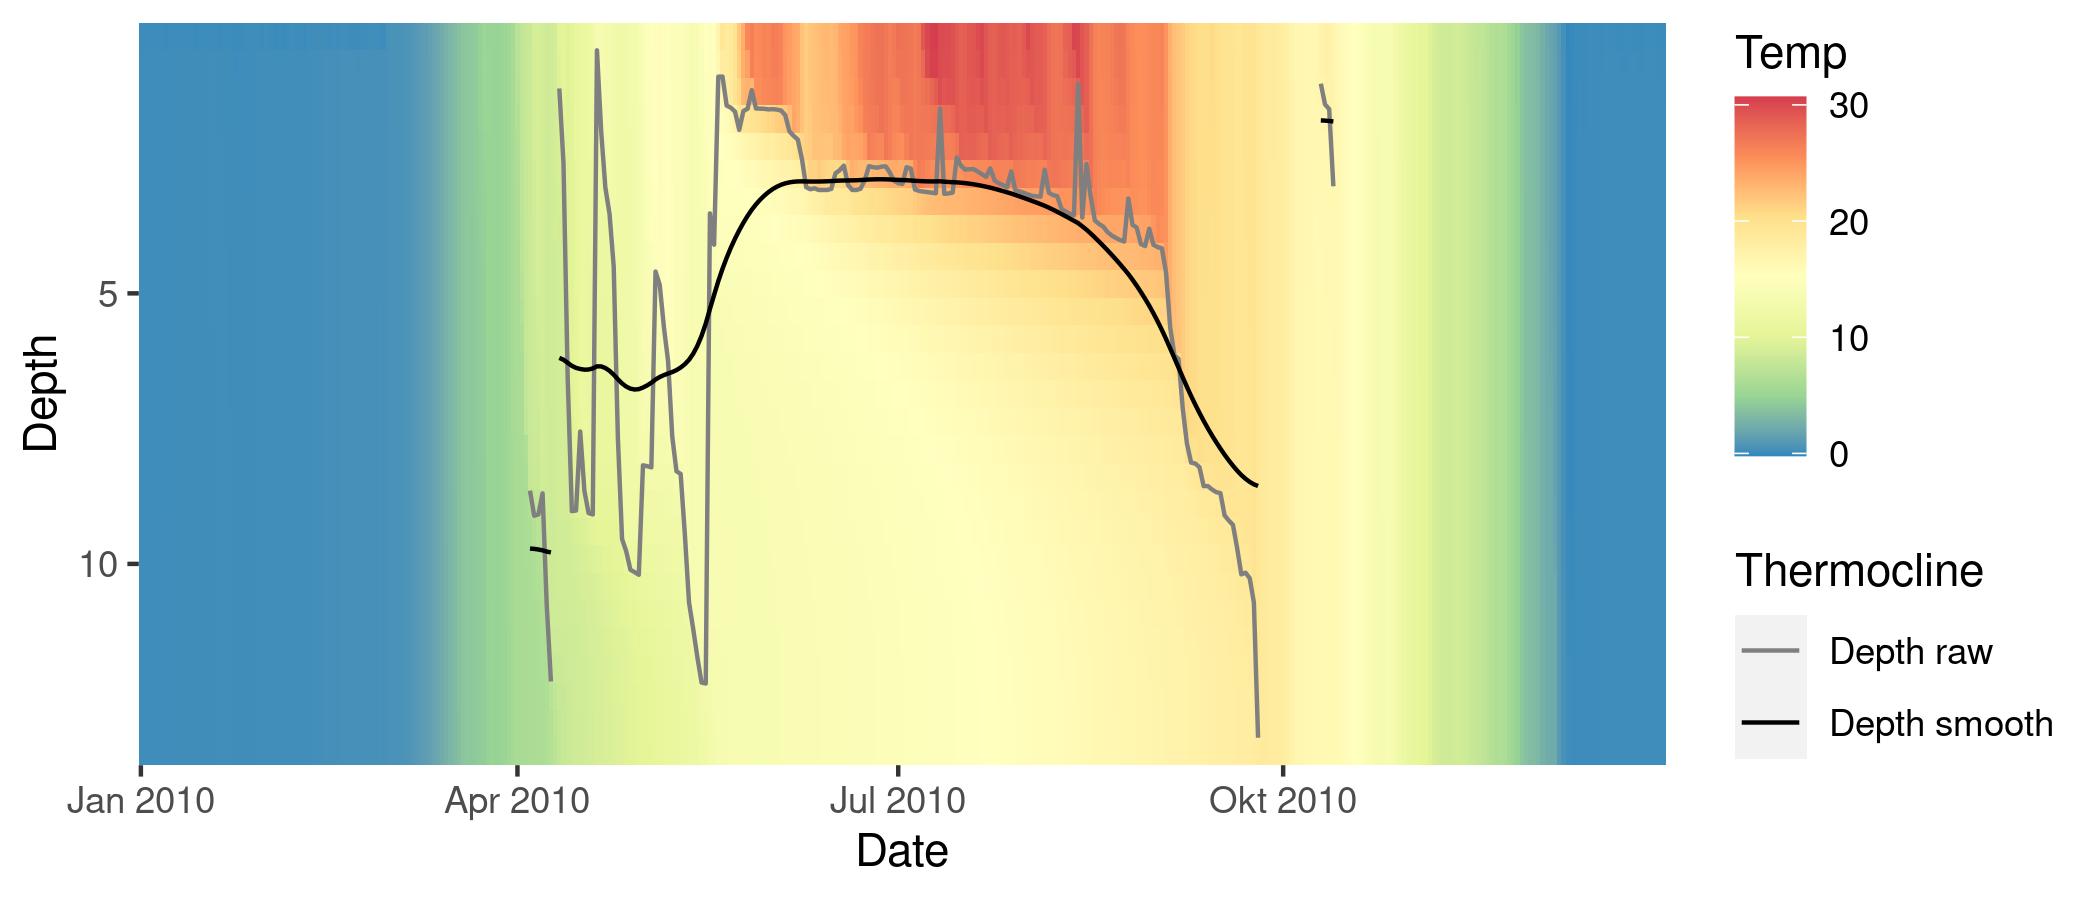 Temp
30
20
10
0
Thermocline
Depth raw
Depth smooth
Depth
5
10
Jan 2010
Apr 2010
Jul 2010
Okt 2010
Date